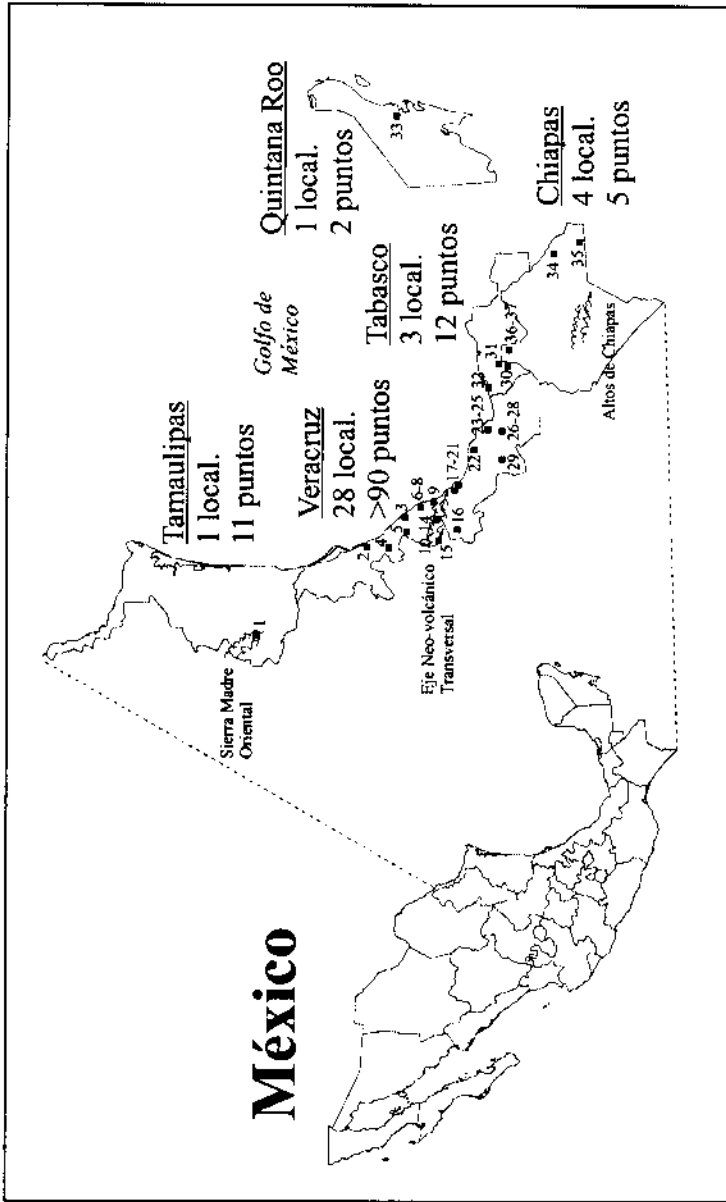 México
Tamaulipas
1 local.
11 puntos
Veracruz
28 local.
>90 puntos
Golfo de
México
Tabasco
3 local.
12 puntos
Quintana Roo
1 local.
2 puntos
Chiapas
4 local.
5 puntos
Sierra Madre
Oriental
Eje Neo-volcánico
Transversal
Altos de Chiapas
1
2
4
5
3
6-8
9
15
16
17-21
22
23-25
26-28
29
30
31
32
36-37
33
34
35